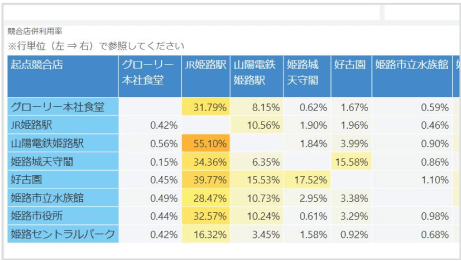 競合店併利用率
※行単位（左 ⇒ 右）で参照してください
起点競合店 グローリー本社食堂 JR姫路駅 山陽電鉄姫路駅 姫路城天守閣 好古園 姫路市立水族館
グローリー本社食堂 31.79% 8.15% 0.62% 1.67% 0.59%
JR姫路駅 0.42% 10.56% 1.90% 1.96% 0.46%
山陽電鉄姫路駅 0.56% 55.10% 1.84% 3.99% 0.90%
姫路城天守閣 0.15% 34.36% 6.35% 15.58% 0.86%
好古園 0.45% 39.77% 15.53% 17.52% 1.10%
姫路市立水族館 0.49% 28.47% 10.73% 2.95% 3.38%
姫路市役所 0.44% 32.57% 10.24% 0.61% 3.29% 0.98%
姫路セントラルパーク 0.42% 16.32% 3.45% 1.58% 0.92% 0.68%